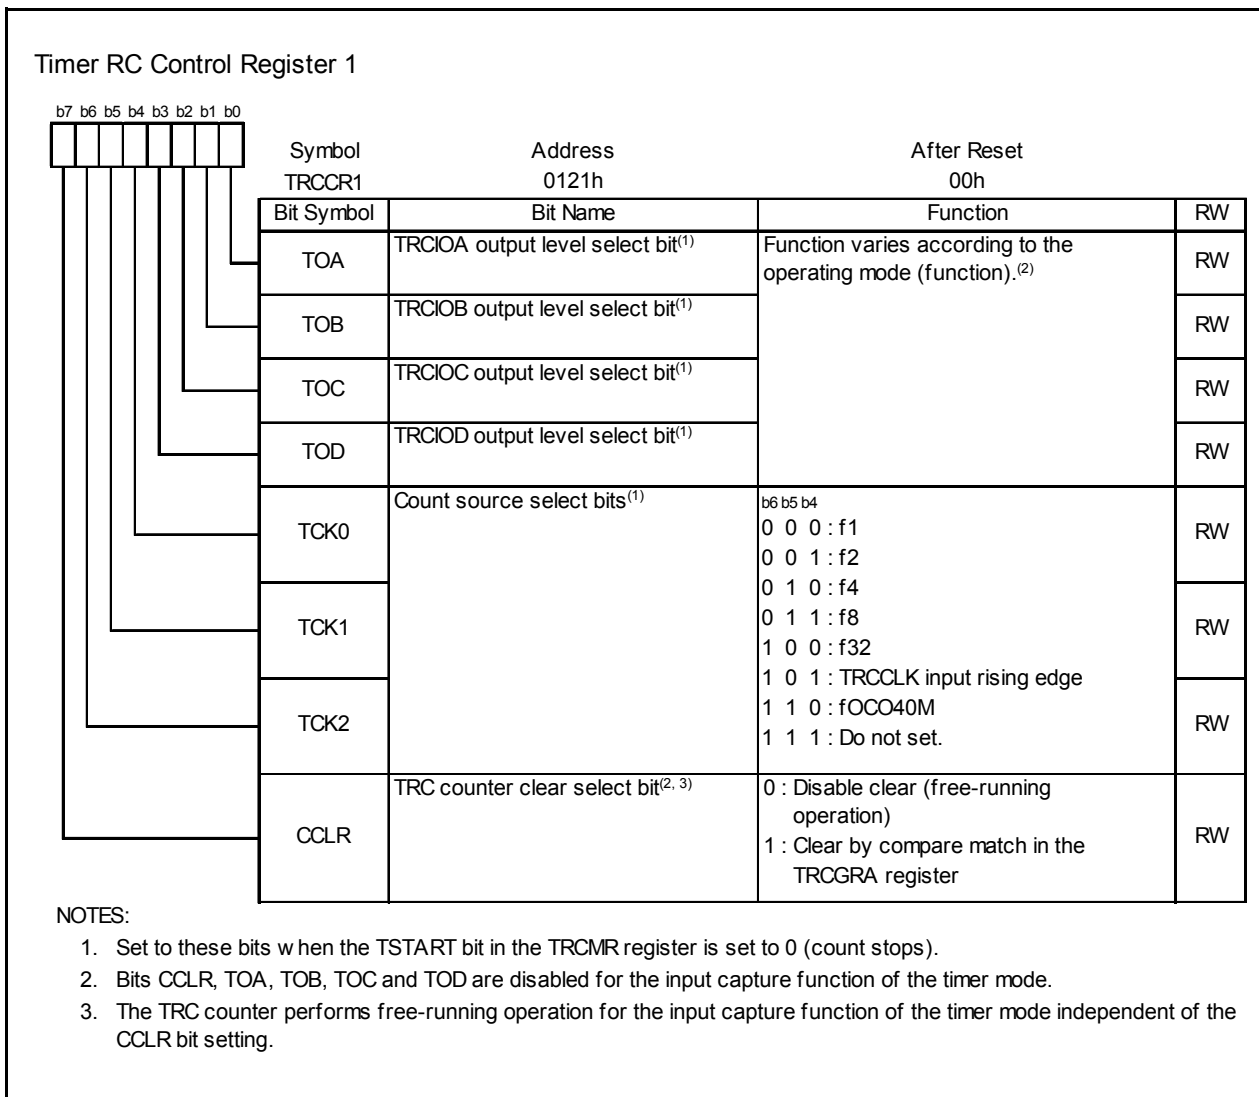 Timer RC Control Register 1
b7 b6 b5 b4 b3 b2 b1 b0
Symbol Address After Reset
TRCCR1 0121h 00h
Bit Symbol Bit Name Function RW
TOA TRCIOA output level select bit(1) Function varies according to the RW
operating mode (function).(2)
TOB TRCIOB output level select bit(1) RW
TOC TRCIOC output level select bit(1) RW
TOD TRCIOD output level select bit(1) RW
Count source select bits(1) b6 b5 b4
TCK0 0 0 0 : f1 RW
0 0 1 : f2
0 1 0 : f4
TCK1 0 1 1 : f8 RW
1 0 0 : f32
1 0 1 : TRCCLK input rising edge
TCK2 1 1 0 : fOCO40M RW
1 1 1 : Do not set.
TRC counter clear select bit(2, 3) 0 : Disable clear (free-running
operation)
CCLR 1 : Clear by compare match in the RW
TRCGRA register
NOTES:
1. Set to these bits when the TSTART bit in the TRCMR register is set to 0 (count stops).
2. Bits CCLR, TOA, TOB, TOC and TOD are disabled for the input capture function of the timer mode.
3. The TRC counter performs free-running operation for the input capture function of the timer mode independent of the
CCLR bit setting.